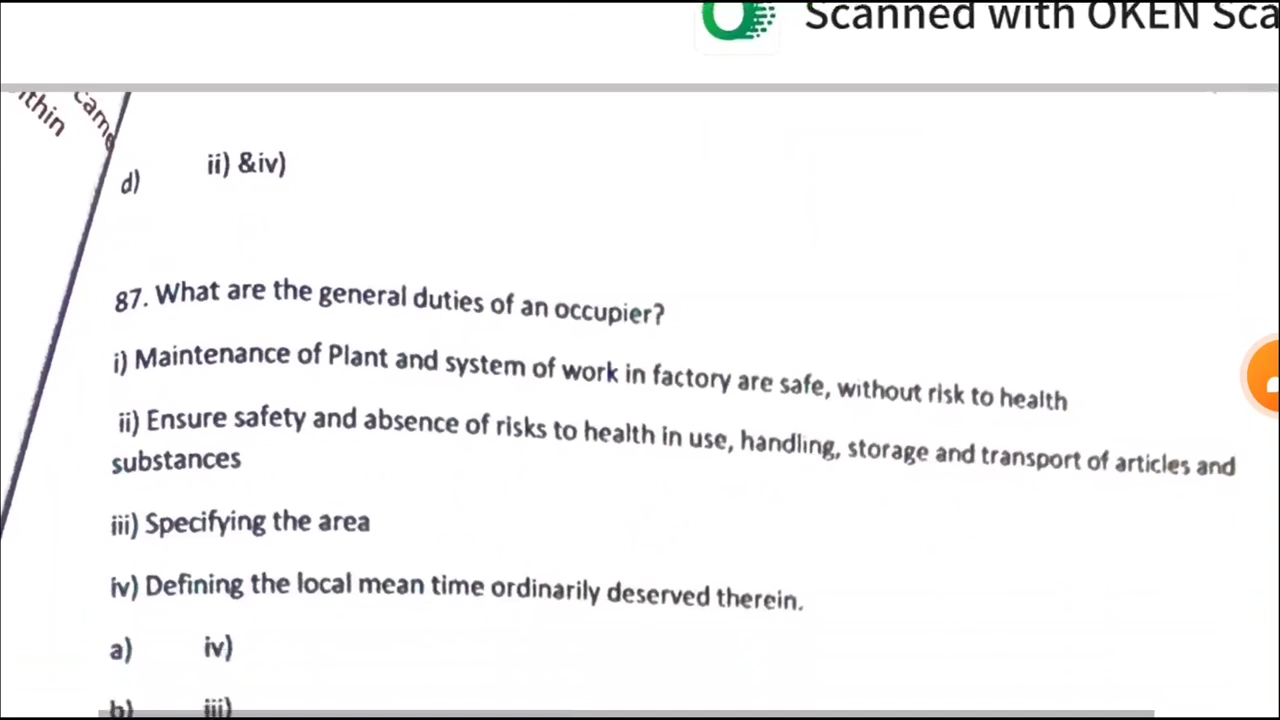 Scanned with OKEN Sca
ithin
came
d) ii) &iv)
87. What are the general duties of an occupier?
i) Maintenance of Plant and system of work in factory are safe, without risk to health
ii) Ensure safety and absence of risks to health in use, handling, storage and transport of articles and
substances
iii) Specifying the area
iv) Defining the local mean time ordinarily deserved therein.
a) iv)
b) iii)